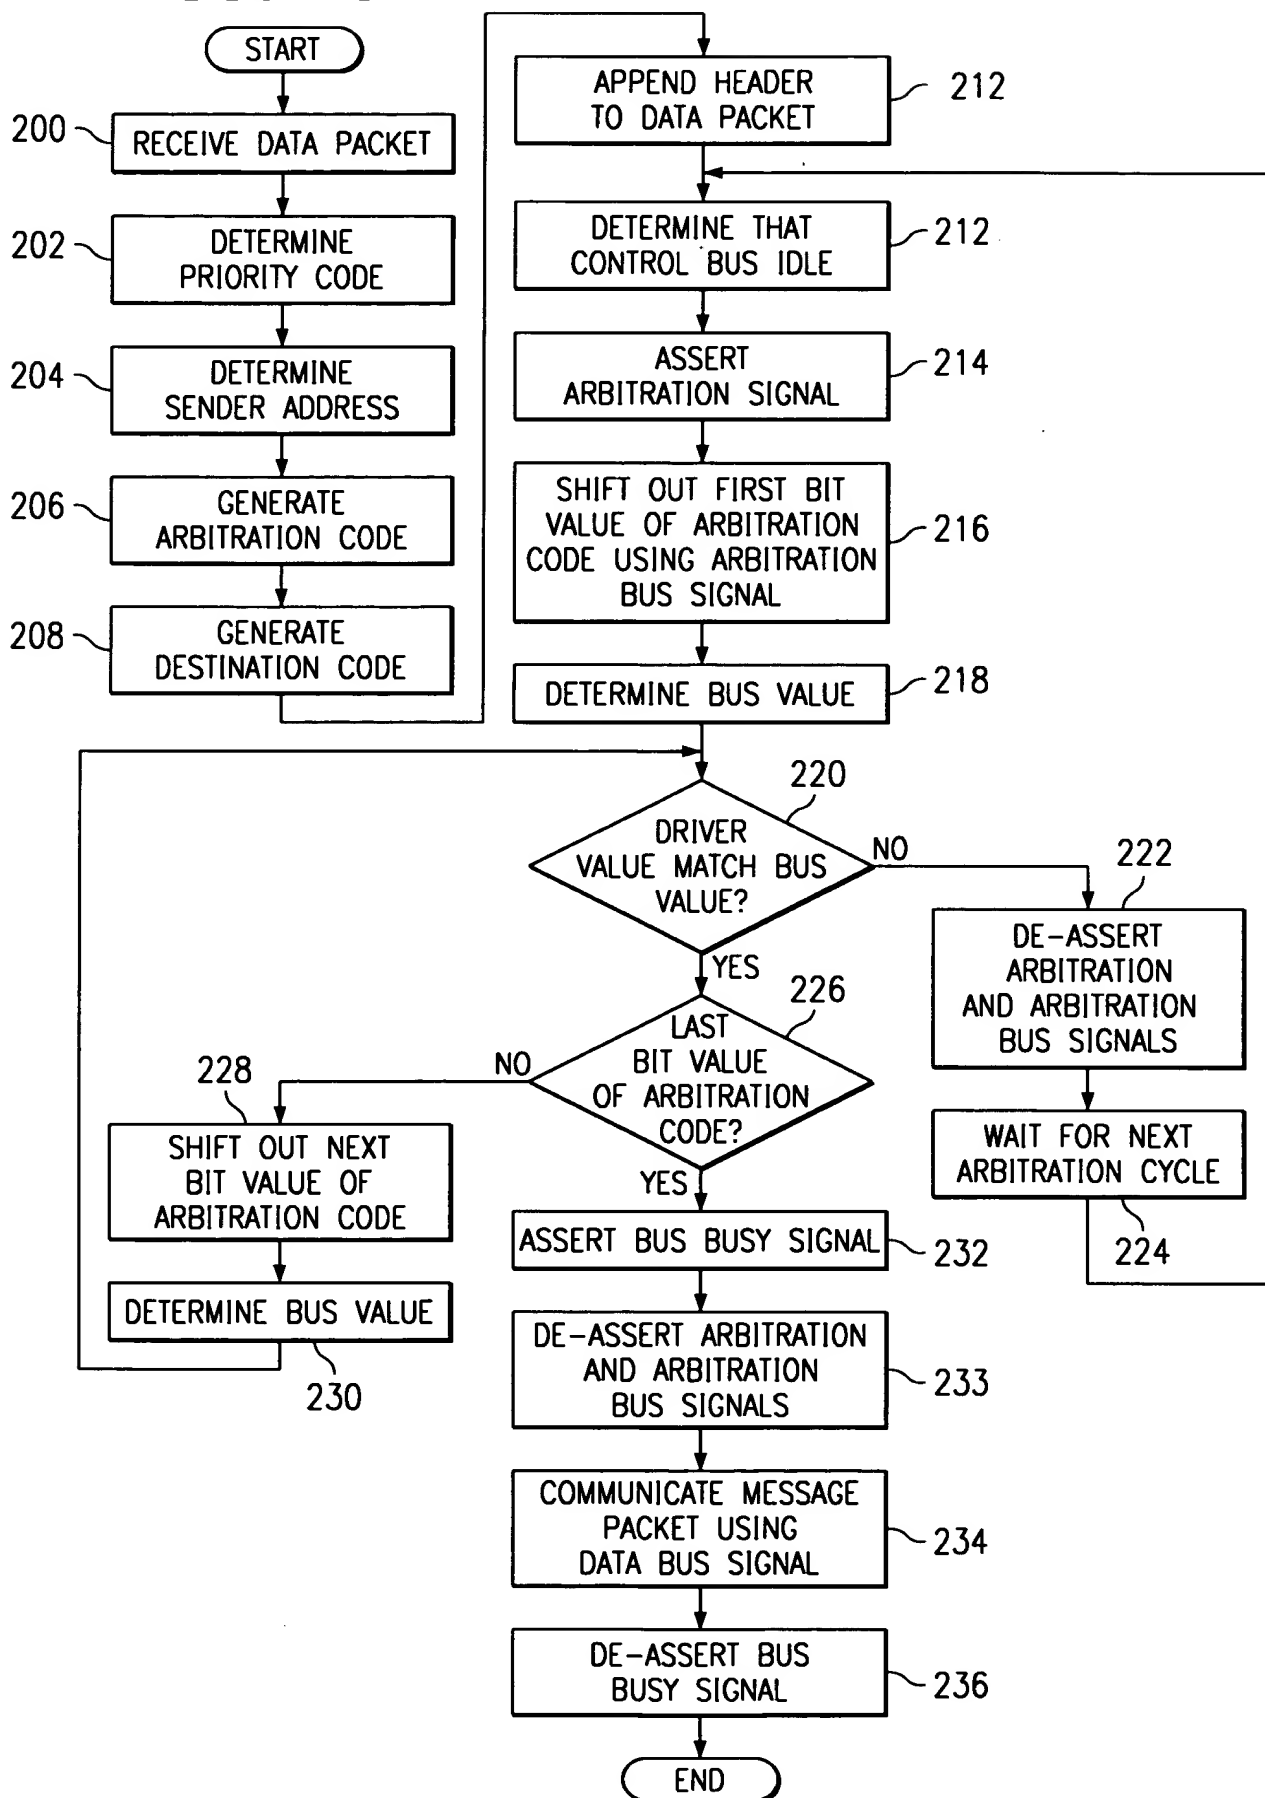 START
200
RECEIVE DATA PACKET
202
DETERMINE
PRIORITY CODE
204
DETERMINE
SENDER ADDRESS
206
GENERATE
ARBITRATION CODE
208
GENERATE
DESTINATION CODE
APPEND HEADER
TO DATA PACKET
212
DETERMINE THAT
CONTROL BUS IDLE
212
ASSERT
ARBITRATION SIGNAL
214
SHIFT OUT FIRST BIT
VALUE OF ARBITRATION
CODE USING ARBITRATION
BUS SIGNAL
216
DETERMINE BUS VALUE
218
220
DRIVER
VALUE MATCH BUS
VALUE?
NO
YES
222
DE-ASSERT
ARBITRATION
AND ARBITRATION
BUS SIGNALS
WAIT FOR NEXT
ARBITRATION CYCLE
224
226
LAST
BIT VALUE
OF ARBITRATION
CODE?
NO
YES
228
SHIFT OUT NEXT
BIT VALUE OF
ARBITRATION CODE
DETERMINE BUS VALUE
230
ASSERT BUS BUSY SIGNAL
232
DE-ASSERT ARBITRATION
AND ARBITRATION
BUS SIGNALS
233
COMMUNICATE MESSAGE
PACKET USING
DATA BUS SIGNAL
234
DE-ASSERT BUS
BUSY SIGNAL
236
END